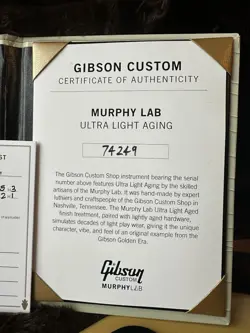 GIBSON CUSTOM
CERTIFICATE OF AUTHENTICITY
MURPHY LAB
ULTRA LIGHT AGING
74249
The Gibson Custom Shop instrument bearing the serial
number above features Ultra Light Aging by the skilled
artisans of the Murphy Lab. It was hand-made by expert
luthiers and craftspeople of the Gibson Custom Shop in
Nashville, Tennessee. The Murphy Lab Ultra Light Aged
finish treatment, paired with lightly aged hardware,
simulates decades of light play wear, giving it the unique
character, vibe, and feel of an original example from the
Gibson Golden Era.
Gibson
CUSTOM
MURPHYLAB
ST